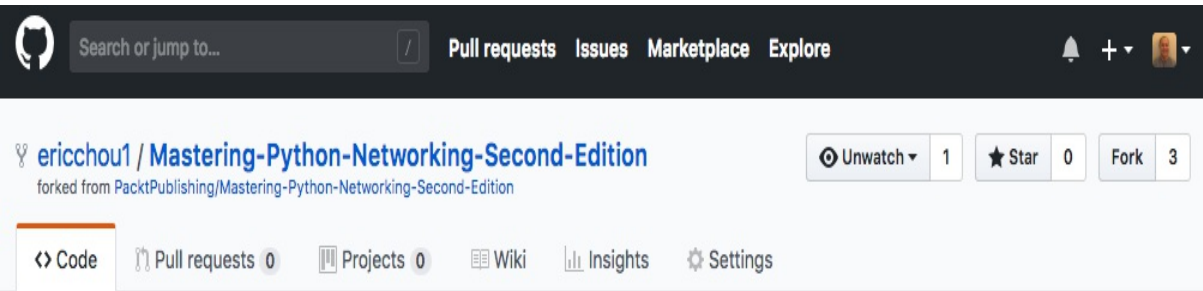 Search or jump to... / Pull requests Issues Marketplace Explore
ericchou1 / Mastering-Python-Networking-Second-Edition Unwatch 1 Star 0 Fork 3
forked from PacktPublishing/Mastering-Python-Networking-Second-Edition
<> Code Pull requests 0 Projects 0 Wiki Insights Settings